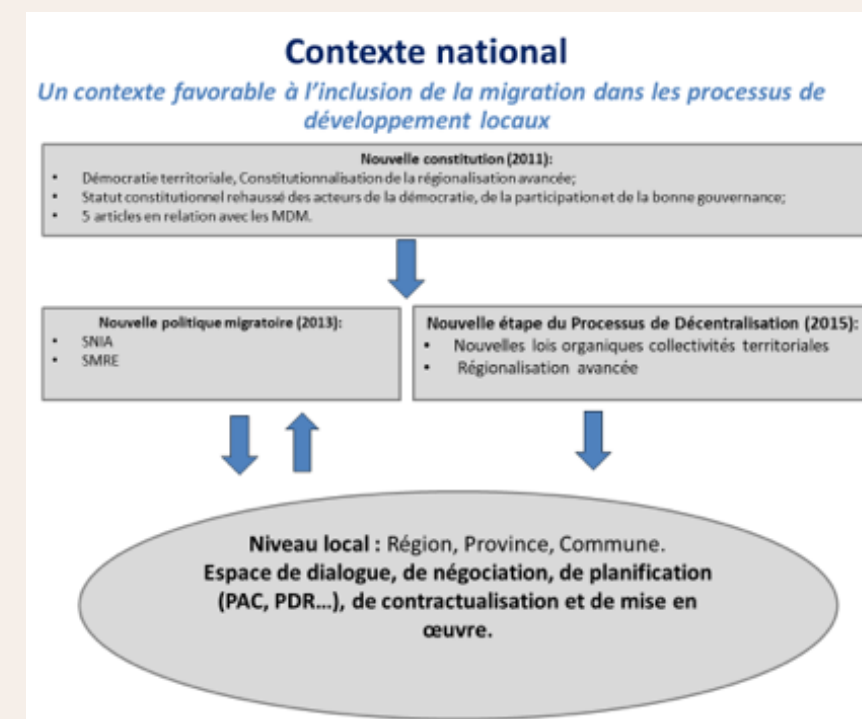 Contexte national
Un contexte favorable à l'inclusion de la migration dans les processus de
développement locaux
Nouvelle constitution (2011):
• Démocratie territoriale, Constitutionnalisation de la régionalisation avancée;
• Statut constitutionnel rehaussé des acteurs de la démocratie, de la participation et de la bonne gouvernance;
• 5 articles en relation avec les MDM.
Nouvelle politique migratoire (2013):
• SNIA
• SMRE
Nouvelle étape du Processus de Décentralisation (2015):
• Nouvelles lois organiques collectivités territoriales
• Régionalisation avancée
Niveau local : Région, Province, Commune.
Espace de dialogue, de négociation, de planification
(PAC, PDR...), de contractualisation et de mise en
œuvre.